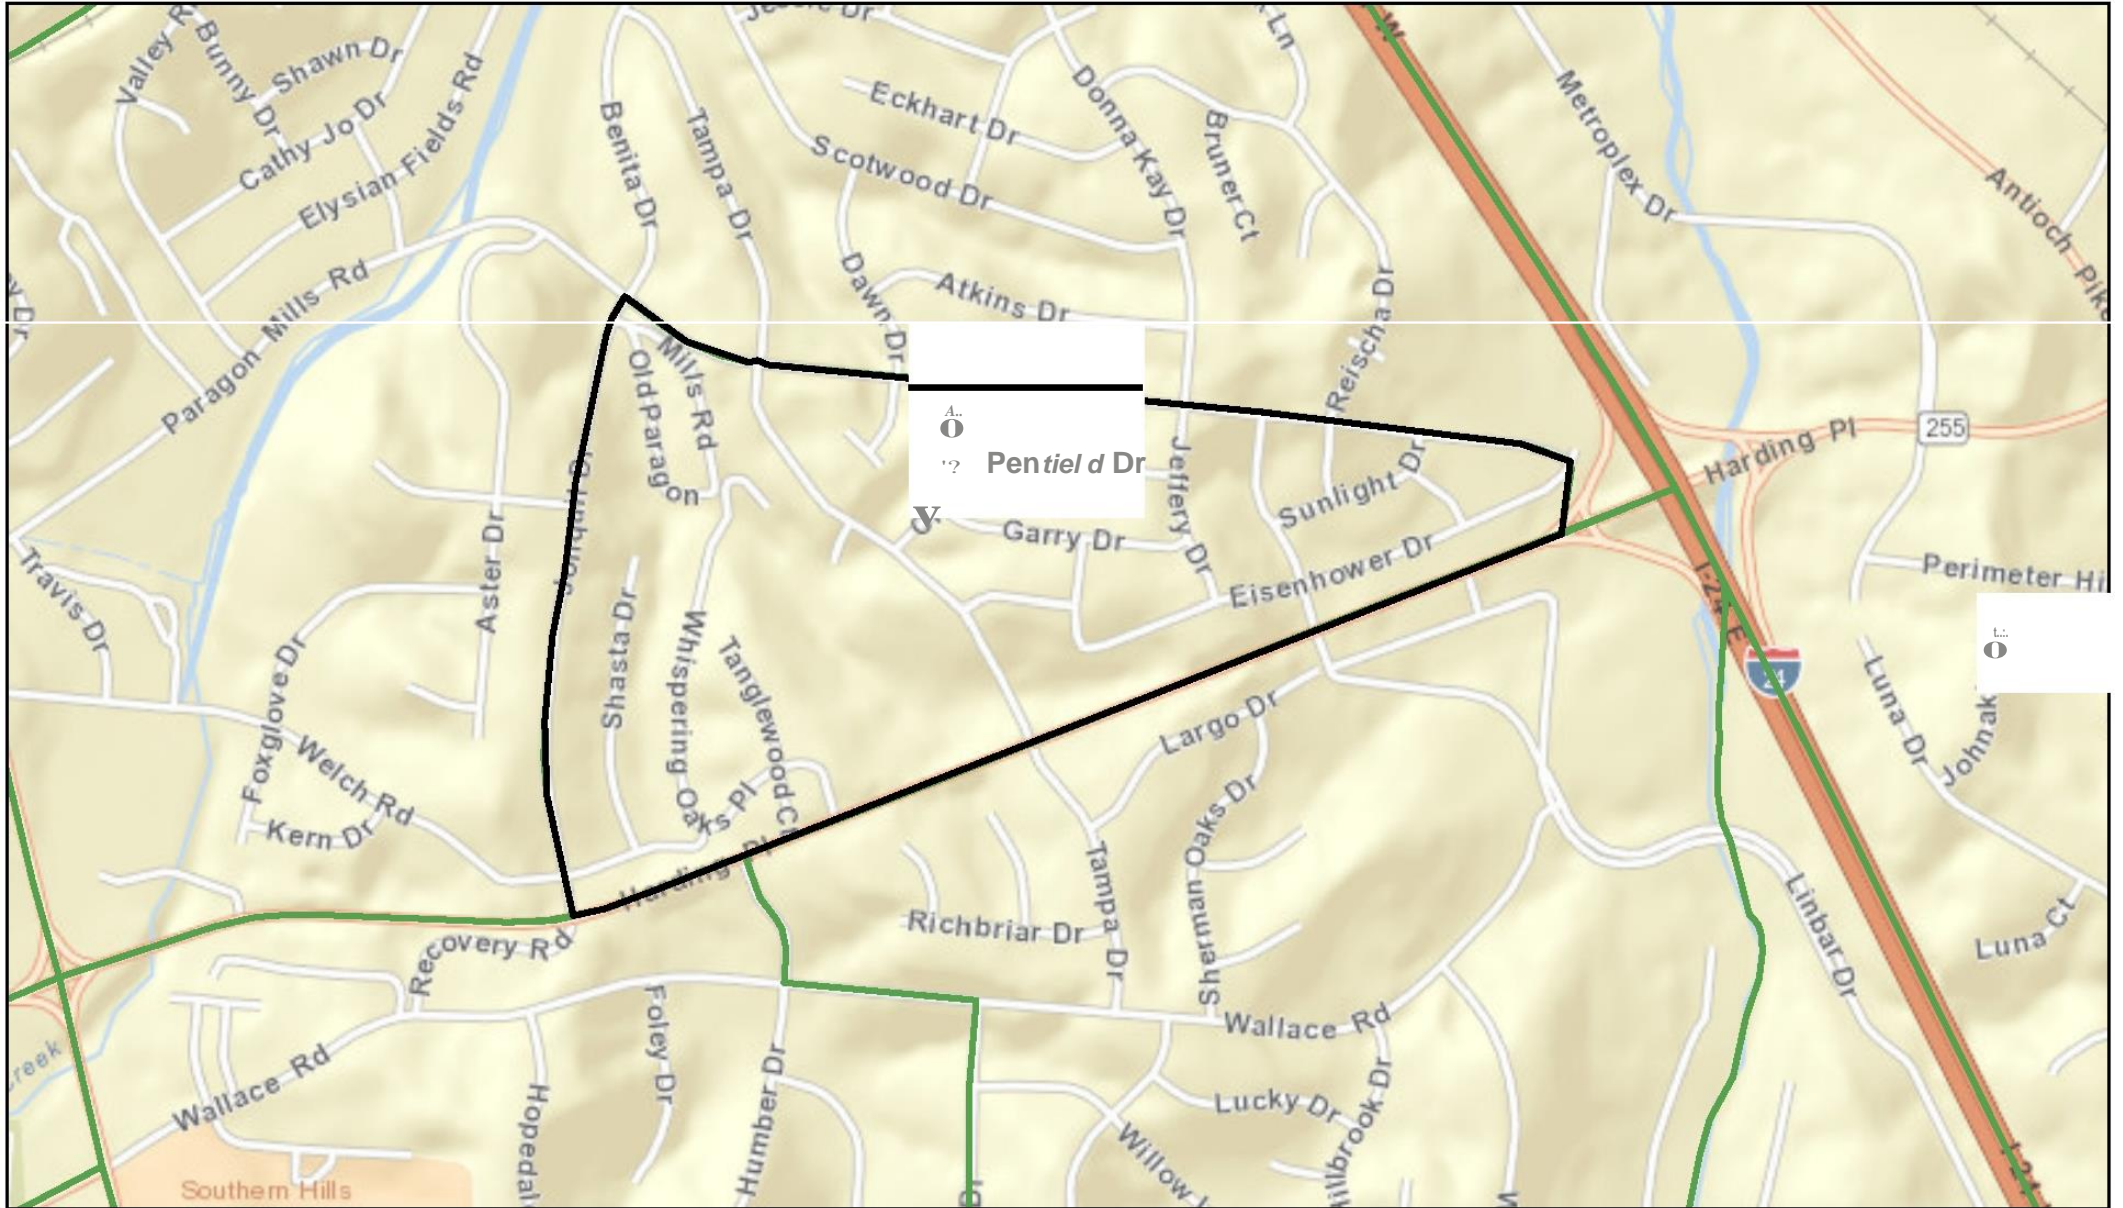 Valley R
Bunny Dr
Shawn Dr
Cathy Jo Dr
Elysian Fields Rd
Paragon Mills Rd
Benita Dr
Tampa Dr
Eckhart Dr
Scotwood Dr
Donna Kay Dr
Bruner Ct
Metroplex Dr
Antioch Pike
Dawn Dr
Atkins Dr
Reischa Dr
Old Paragon
Mills Rd
Pentiel d Dr
y
Jeffery Dr
Sunlight Dr
Harding Pl
255
Garry Dr
Eisenhower Dr
Perimeter Hi
Travis Dr
Aster Dr
Jonquil Dr
Shasta Dr
Whispering Oaks Pl
Tanglewood Ct
I-24 E
24
Luna Dr
Johnak
Foxglove Dr
Welch Rd
Kern Dr
Largo Dr
Harding Pl
Sherman Oaks Dr
Tampa Dr
Richbriar Dr
Recovery Rd
Linbar Dr
Luna Ct
Wallace Rd
Wallace Rd
Foley Dr
Humber Dr
Hopedal
Lucky Dr
Willow
reek
Southern Hills